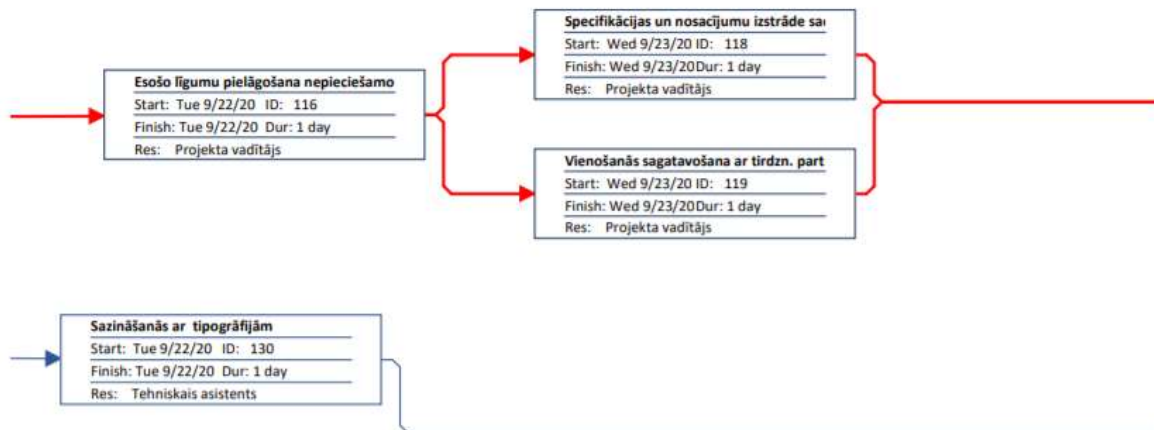 Specifikācijas un nosacījumu izstrāde sa
Start: Wed 9/23/20 ID: 118
Finish: Wed 9/23/20 Dur: 1 day
Res: Projekta vadītājs
Esošo līgumu pielāgošana nepieciešamo
Start: Tue 9/22/20 ID: 116
Finish: Tue 9/22/20 Dur: 1 day
Res: Projekta vadītājs
Vienošanās sagatavošana ar tirdzn. part
Start: Wed 9/23/20 ID: 119
Finish: Wed 9/23/20 Dur: 1 day
Res: Projekta vadītājs
Sazināšanās ar tipogrāfijām
Start: Tue 9/22/20 ID: 130
Finish: Tue 9/22/20 Dur: 1 day
Res: Tehniskais asistents